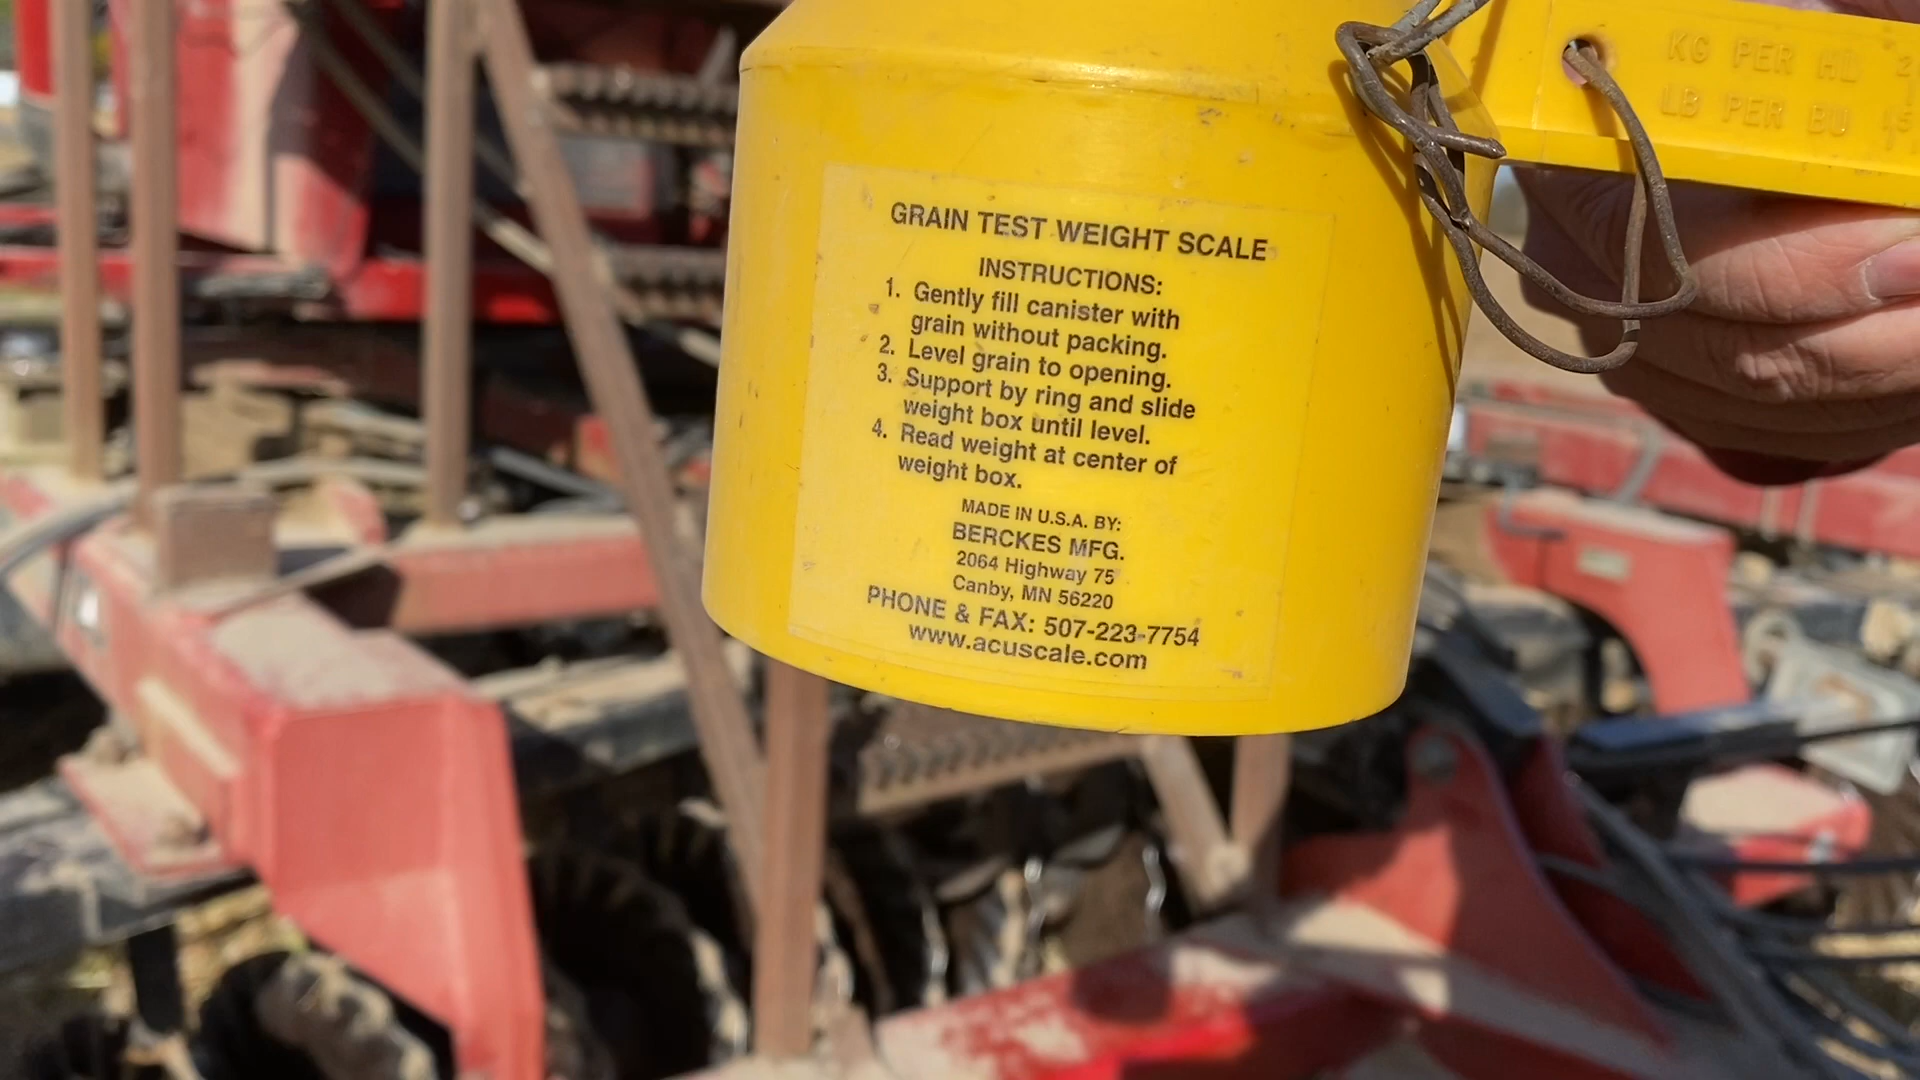 KG PER HL 2
LB PER BU 15
GRAIN TEST WEIGHT SCALE
INSTRUCTIONS:
1. Gently fill canister with
grain without packing.
2. Level grain to opening.
3. Support by ring and slide
weight box until level.
4. Read weight at center of
weight box.
MADE IN U.S.A. BY:
BERCKES MFG.
2064 Highway 75
Canby, MN 56220
PHONE & FAX: 507-223-7754
www.acuscale.com